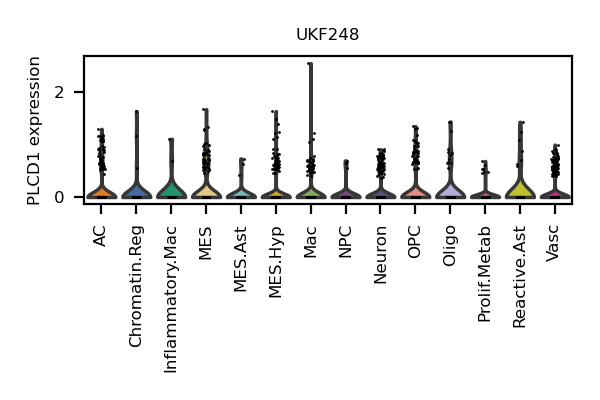 UKF248
PLCD1 expression
2
0
AC
Chromatin.Reg
Inflammatory.Mac
MES
MES.Ast
MES.Hyp
Mac
NPC
Neuron
OPC
Oligo
Prolif.Metab
Reactive.Ast
Vasc